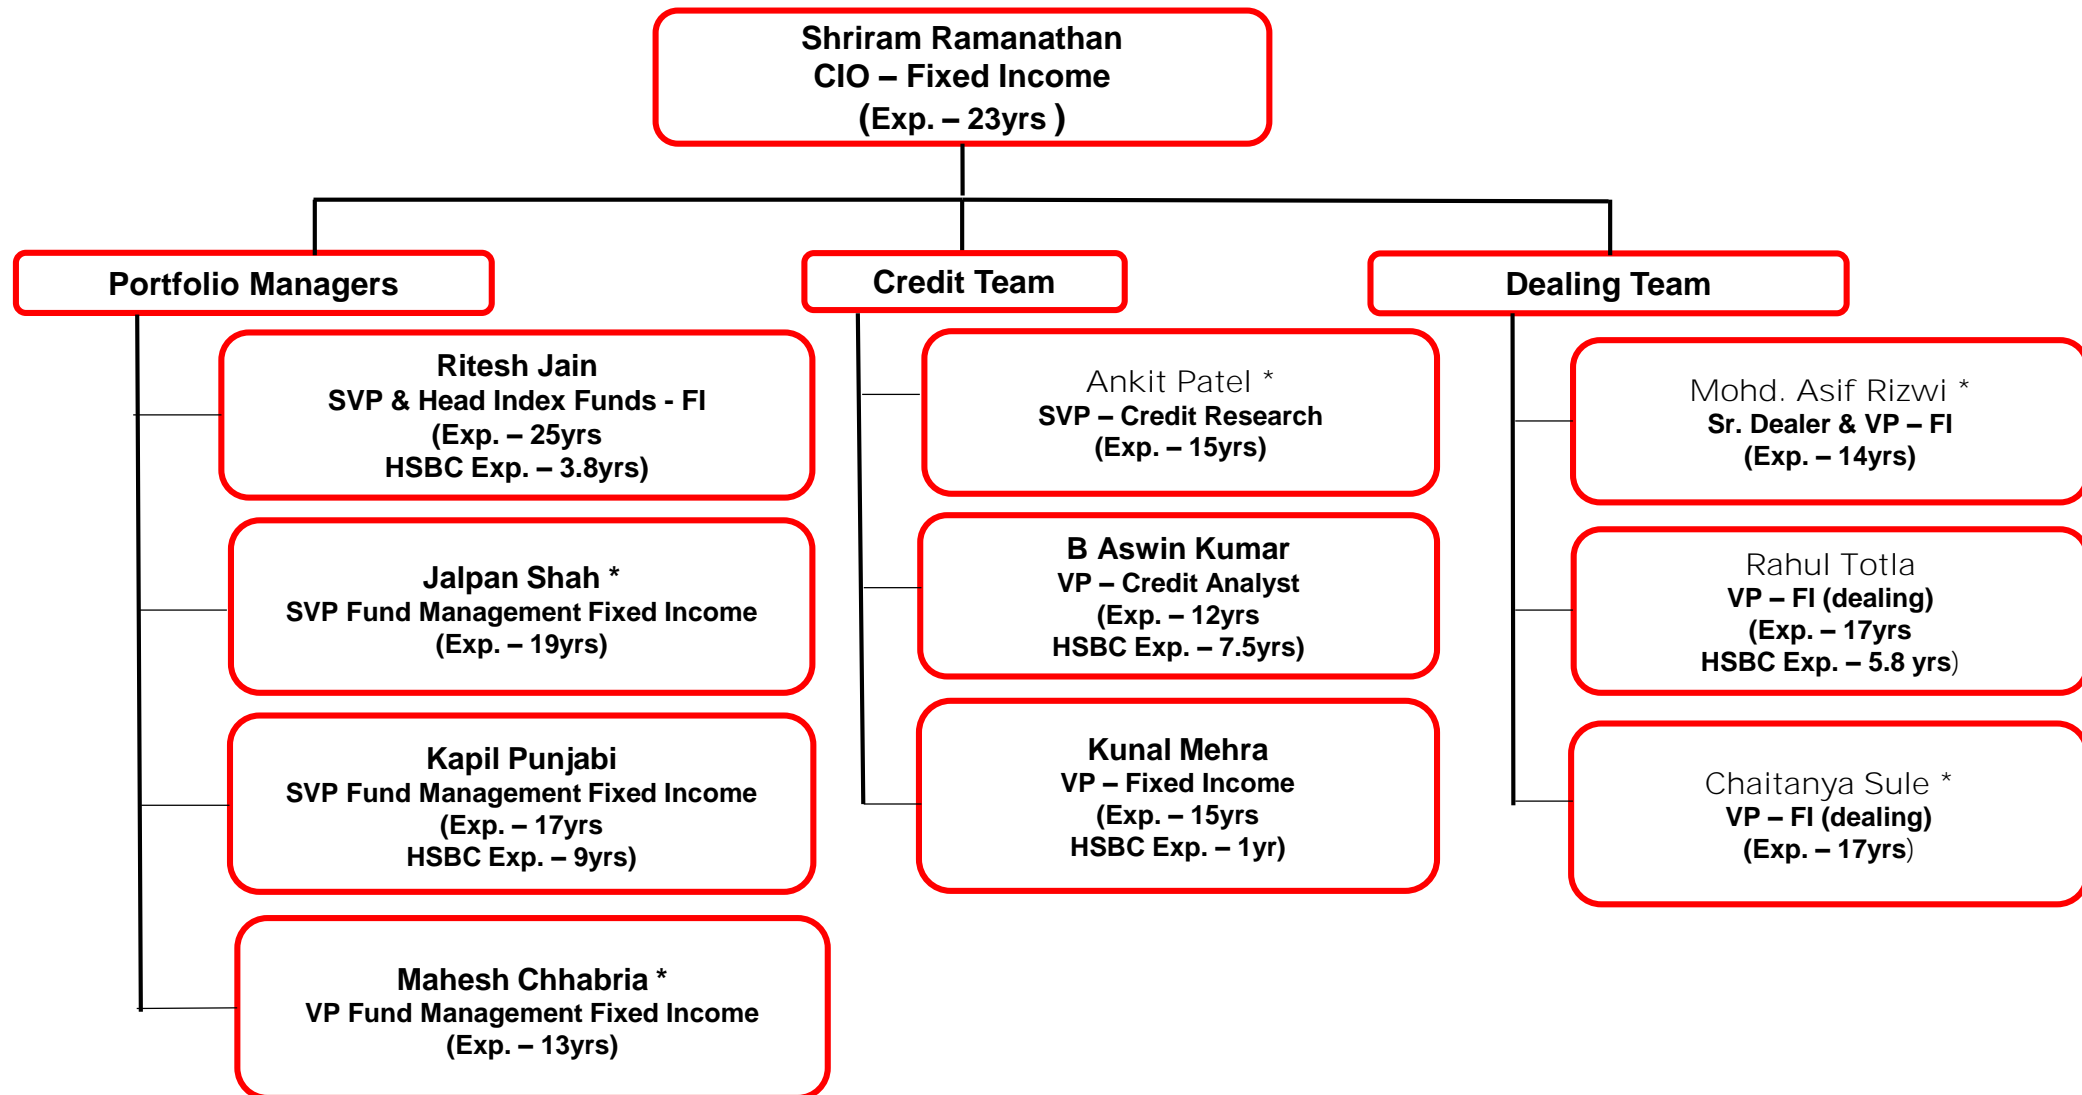 Shriram Ramanathan
CIO – Fixed Income
(Exp. – 23yrs )
Portfolio Managers
Ritesh Jain
SVP & Head Index Funds - FI
(Exp. – 25yrs
HSBC Exp. – 3.8yrs)
Jalpan Shah *
SVP Fund Management Fixed Income
(Exp. – 19yrs)
Kapil Punjabi
SVP Fund Management Fixed Income
(Exp. – 17yrs
HSBC Exp. – 9yrs)
Mahesh Chhabria *
VP Fund Management Fixed Income
(Exp. – 13yrs)
Credit Team
Ankit Patel *
SVP – Credit Research
(Exp. – 15yrs)
B Aswin Kumar
VP – Credit Analyst
(Exp. – 12yrs
HSBC Exp. – 7.5yrs)
Kunal Mehra
VP – Fixed Income
(Exp. – 15yrs
HSBC Exp. – 1yr)
Dealing Team
Mohd. Asif Rizwi *
Sr. Dealer & VP – FI
(Exp. – 14yrs)
Rahul Totla
VP – FI (dealing)
(Exp. – 17yrs
HSBC Exp. – 5.8 yrs)
Chaitanya Sule *
VP – FI (dealing)
(Exp. – 17yrs)